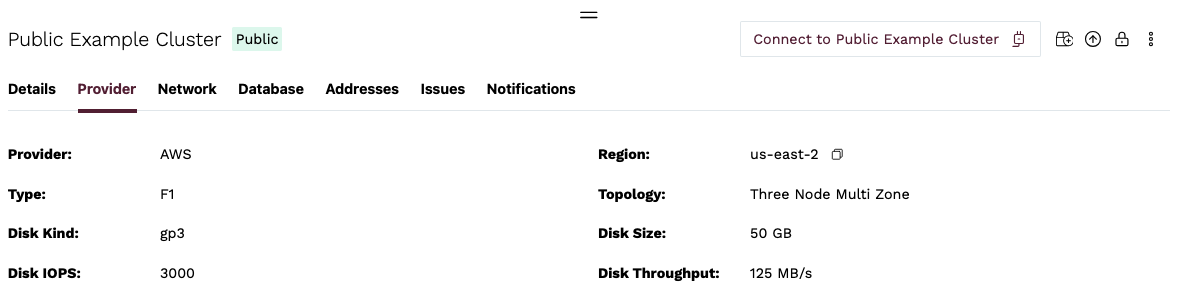 Public Example Cluster Public Connect to Public Example Cluster
Details Provider Network Database Addresses Issues Notifications
Provider: AWS Region: us-east-2
Type: F1 Topology: Three Node Multi Zone
Disk Kind: gp3 Disk Size: 50 GB
Disk IOPS: 3000 Disk Throughput: 125 MB/s